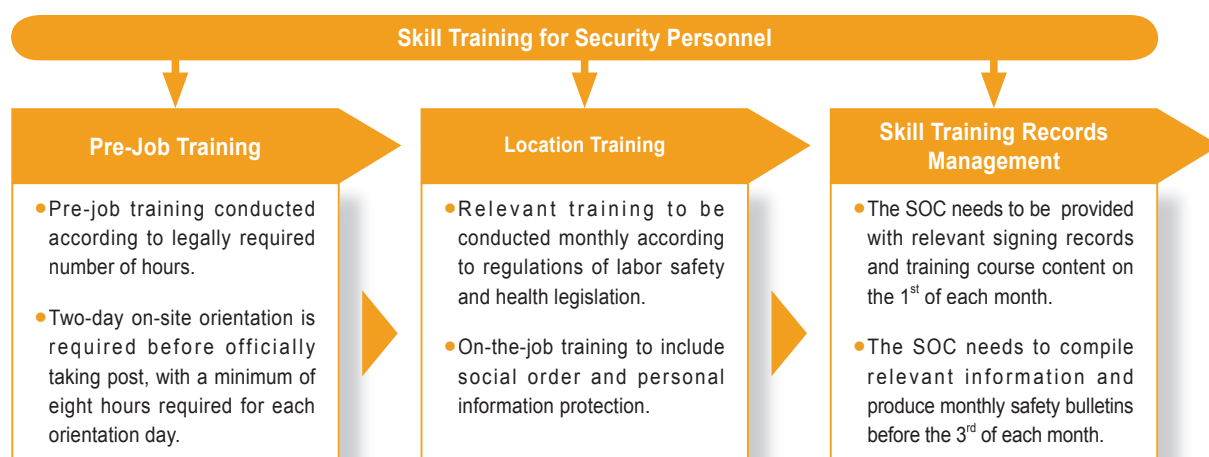 Skill Training for Security Personnel
Pre-Job Training
●Pre-job training conducted
according to legally required
number of hours.
●Two-day on-site orientation is
required before officially
taking post, with a minimum of
eight hours required for each
orientation day.
Location Training
●Relevant training to be
conducted monthly according
to regulations of labor safety
and health legislation.
●On-the-job training to include
social order and personal
information protection.
Skill Training Records
Management
●The SOC needs to be provided
with relevant signing records
and training course content on
the 1st of each month.
●The SOC needs to compile
relevant information and
produce monthly safety bulletins
before the 3rd of each month.